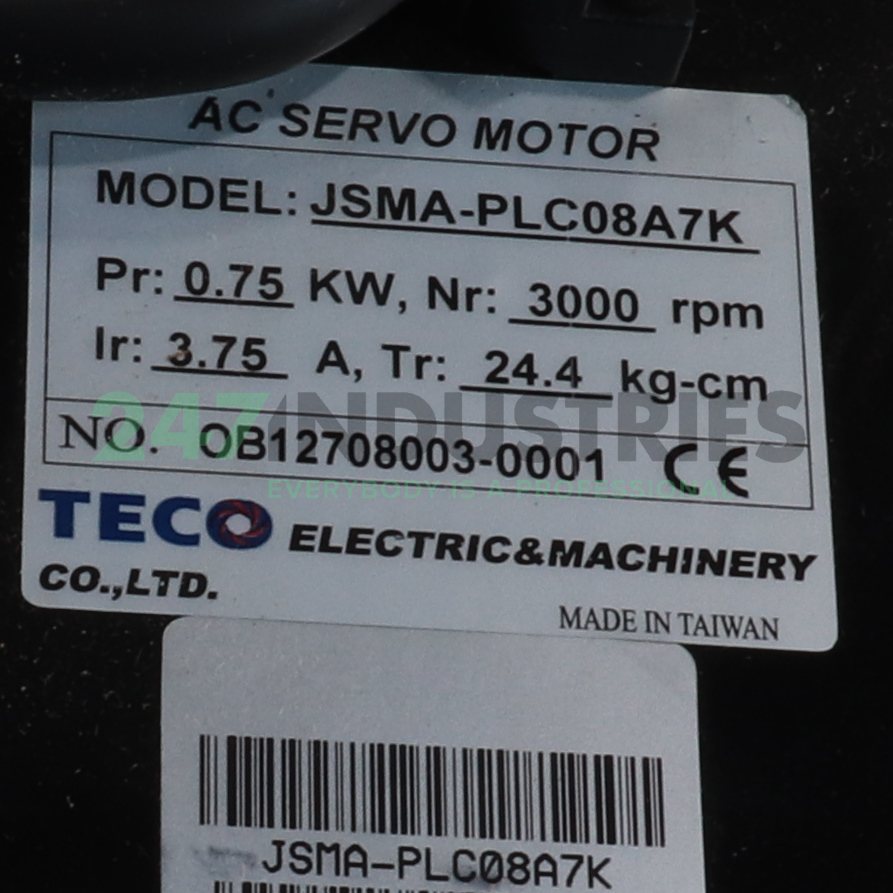 AC SERVO MOTOR
MODEL: JSMA-PLC08A7K
Pr: 0.75 KW, Nr: 3000 rpm
Ir: 3.75 A, Tr: 24.4 kg-cm
247INDUSTRIES
NO. OB12708003-0001 CE
EVERYBODY IS A PROFESSIONAL
TECO ELECTRIC&MACHINERY
CO.,LTD.
MADE IN TAIWAN
JSMA-PLC08A7K